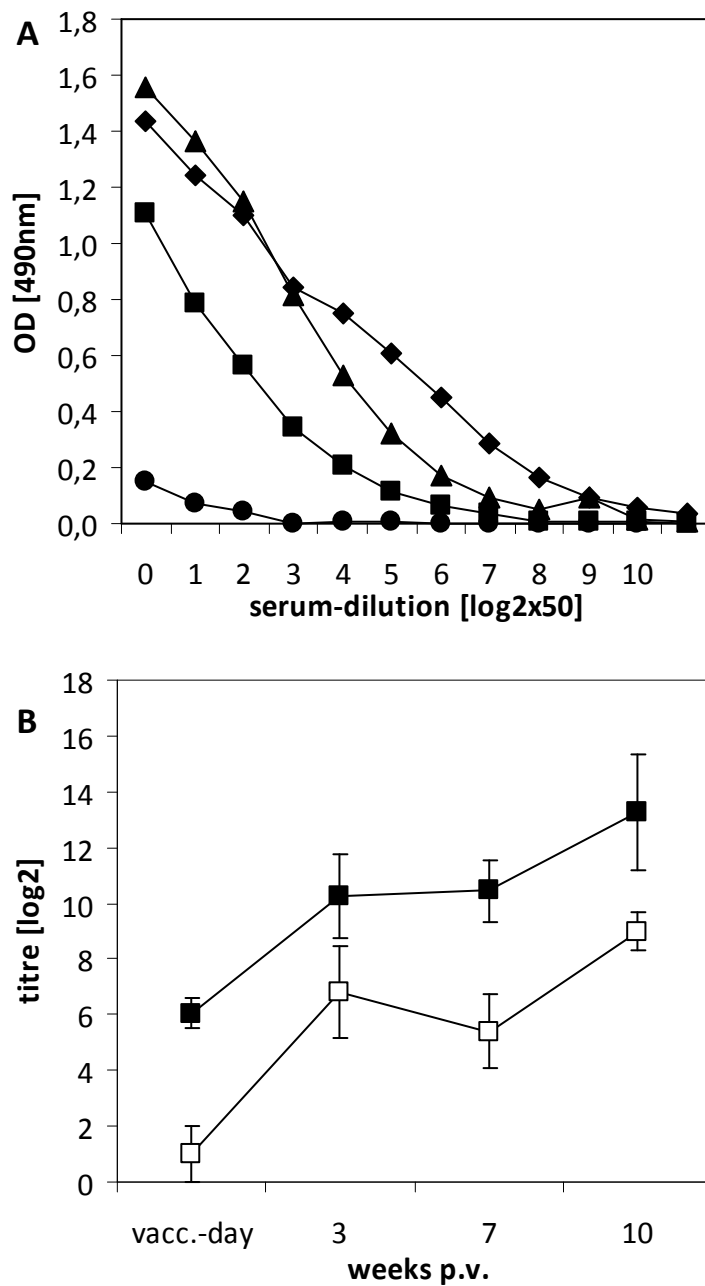 A
1,8
1,6
1,4
1,2
1,0
0,8
0,6
0,4
0,2
0,0
OD [490nm]
0 1 2 3 4 5 6 7 8 9 10
serum-dilution [log2x50]
B
18
16
14
12
10
8
6
4
2
0
titre [log2]
vacc.-day 3 7 10
weeks p.v.